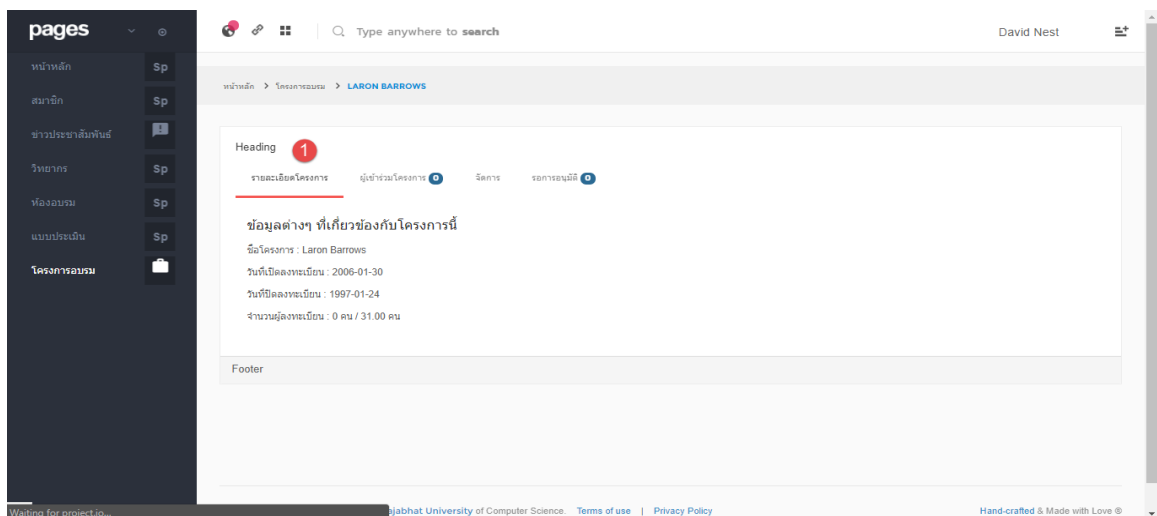 pages
Type anywhere to search
David Nest
หน้าหลัก Sp
สมาชิก Sp
ข่าวประชาสัมพันธ์
วิทยากร Sp
ห้องอบรม Sp
แบบประเมิน Sp
โครงการอบรม
หน้าหลัก > โครงการอบรม > LARON BARROWS
Heading 1
รายละเอียดโครงการ ผู้เข้าร่วมโครงการ 0 จัดการ รอการอนุมัติ 0
ข้อมูลต่างๆ ที่เกี่ยวข้องกับโครงการนี้
ชื่อโครงการ : Laron Barrows
วันที่เปิดลงทะเบียน : 2006-01-30
วันที่ปิดลงทะเบียน : 1997-01-24
จำนวนผู้ลงทะเบียน : 0 คน / 31.00 คน
Footer
Waiting for project.io...
ajabhat University of Computer Science. Terms of use | Privacy Policy
Hand-crafted & Made with Love ®